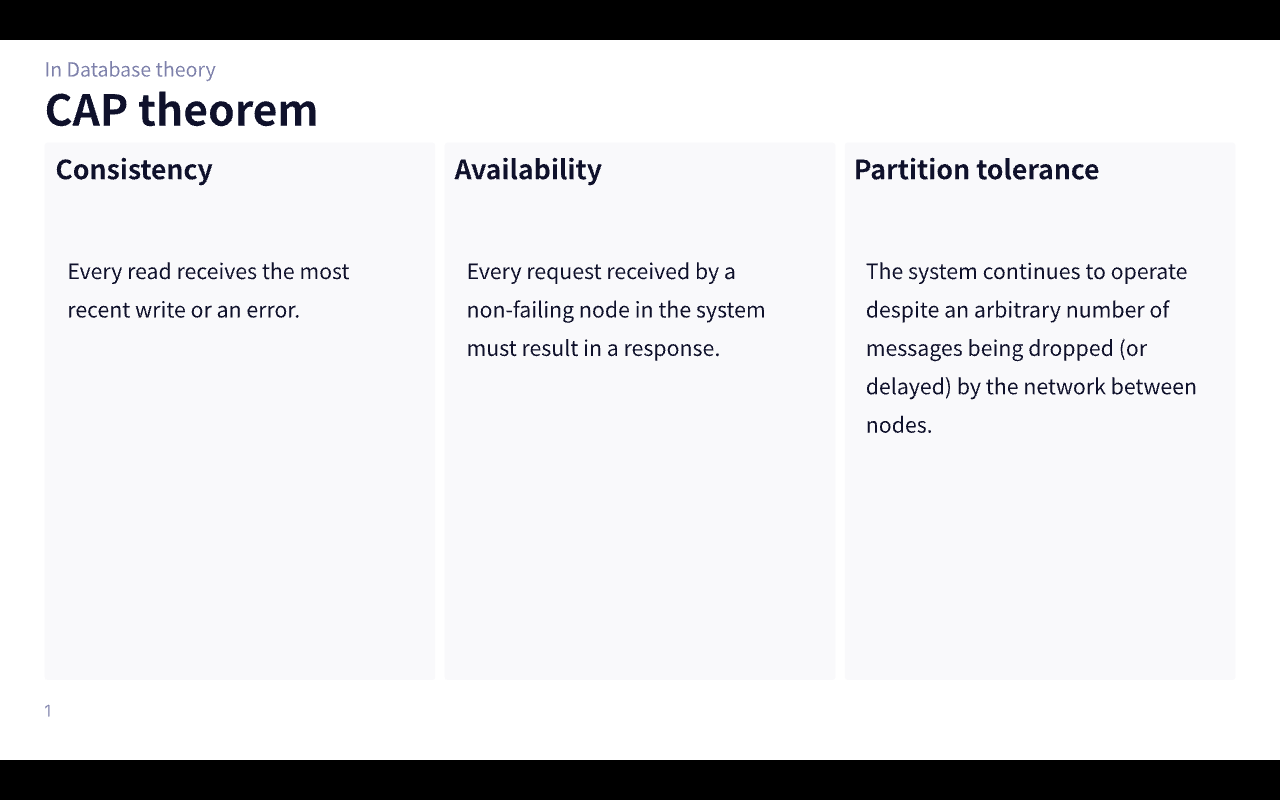 In Database theory
CAP theorem
Consistency
Every read receives the most
recent write or an error.
Availability
Every request received by a
non-failing node in the system
must result in a response.
Partition tolerance
The system continues to operate
despite an arbitrary number of
messages being dropped (or
delayed) by the network between
nodes.
1